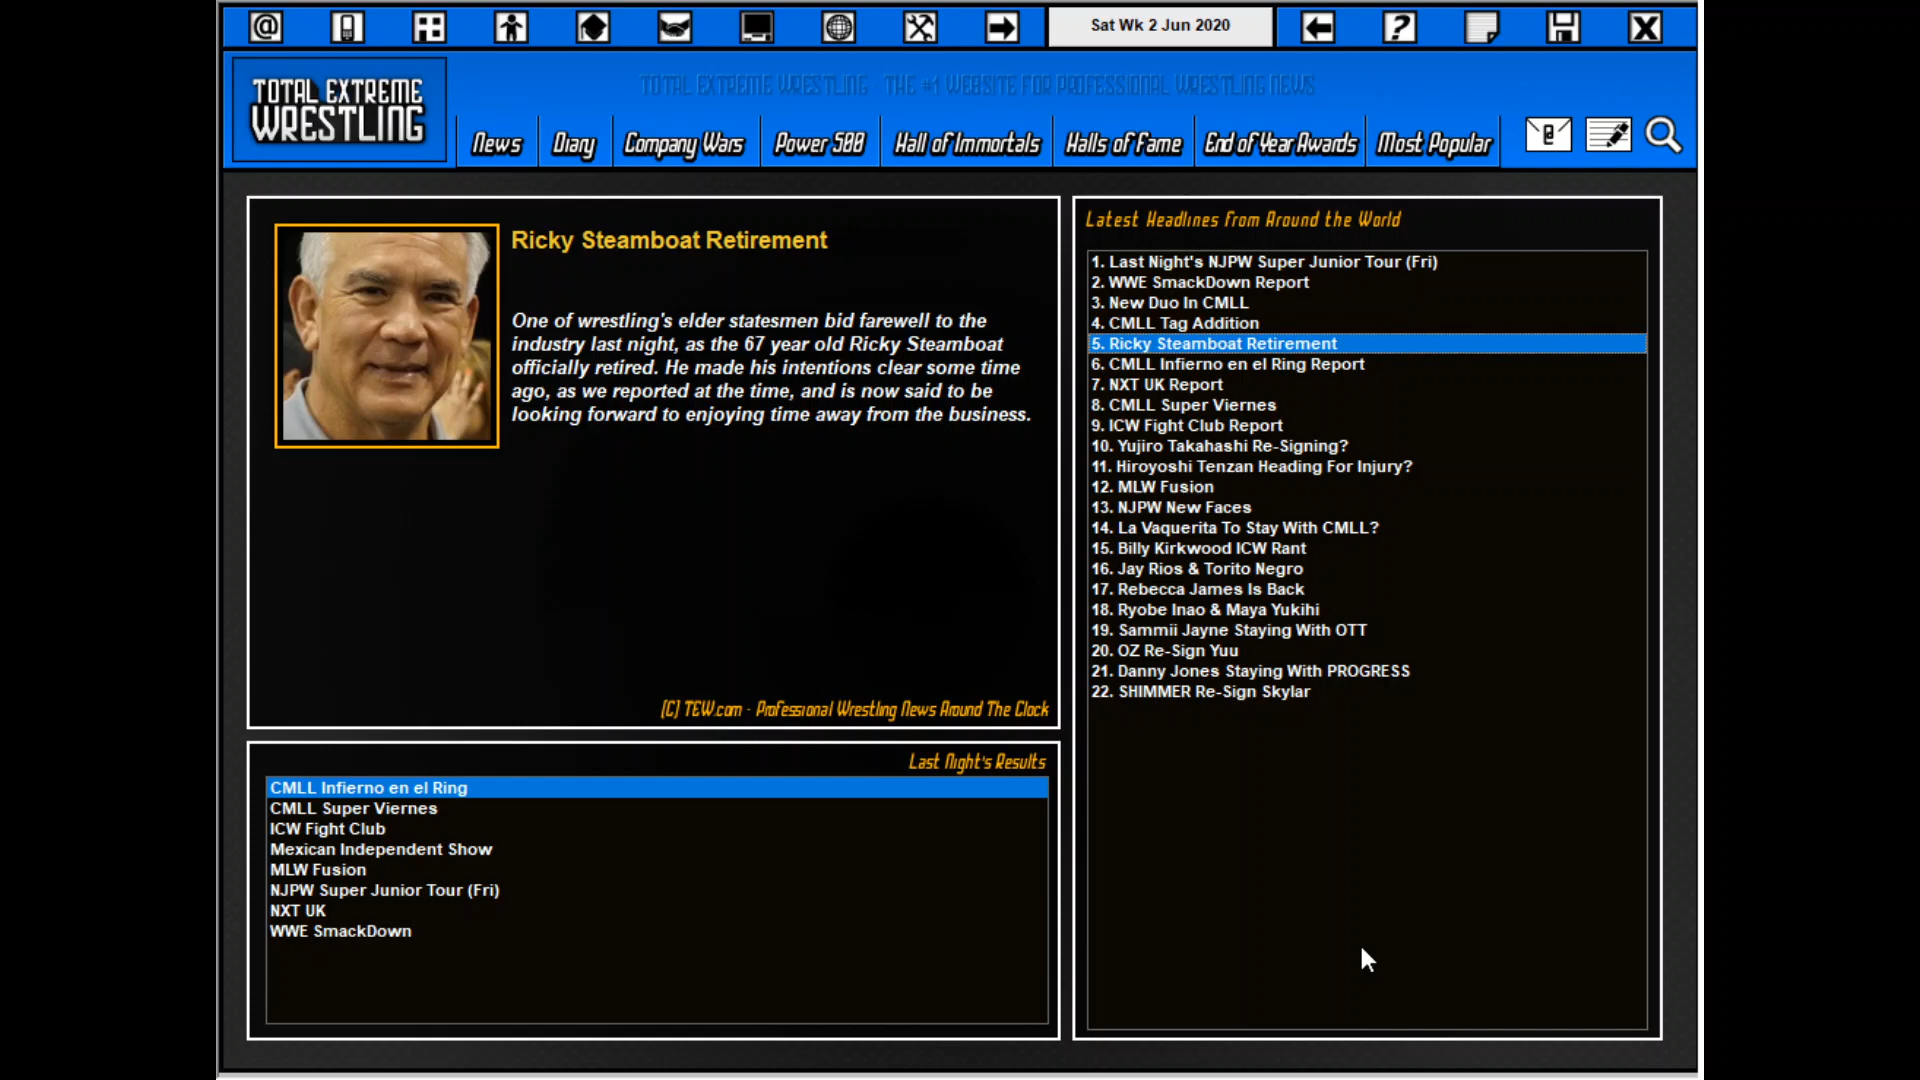 Sat Wk 2 Jun 2020
TOTAL EXTREME WRESTLING - THE #1 WEBSITE FOR PROFESSIONAL WRESTLING NEWS
TOTAL EXTREME
WRESTLING
News
Diary
Company Wars
Power 500
Hall of Immortals
Halls of Fame
End of Year Awards
Most Popular
Ricky Steamboat Retirement
One of wrestling's elder statesmen bid farewell to the
industry last night, as the 67 year old Ricky Steamboat
officially retired. He made his intentions clear some time
ago, as we reported at the time, and is now said to be
looking forward to enjoying time away from the business.
(C) TEW.com - Professional Wrestling News Around The Clock
Last Night's Results
CMLL Infierno en el Ring
CMLL Super Viernes
ICW Fight Club
Mexican Independent Show
MLW Fusion
NJPW Super Junior Tour (Fri)
NXT UK
WWE SmackDown
Latest Headlines From Around the World
1. Last Night's NJPW Super Junior Tour (Fri)
2. WWE SmackDown Report
3. New Duo In CMLL
4. CMLL Tag Addition
5. Ricky Steamboat Retirement
6. CMLL Infierno en el Ring Report
7. NXT UK Report
8. CMLL Super Viernes
9. ICW Fight Club Report
10. Yujiro Takahashi Re-Signing?
11. Hiroyoshi Tenzan Heading For Injury?
12. MLW Fusion
13. NJPW New Faces
14. La Vaquerita To Stay With CMLL?
15. Billy Kirkwood ICW Rant
16. Jay Rios & Torito Negro
17. Rebecca James Is Back
18. Ryobe Inao & Maya Yukihi
19. Sammii Jayne Staying With OTT
20. OZ Re-Sign Yuu
21. Danny Jones Staying With PROGRESS
22. SHIMMER Re-Sign Skylar